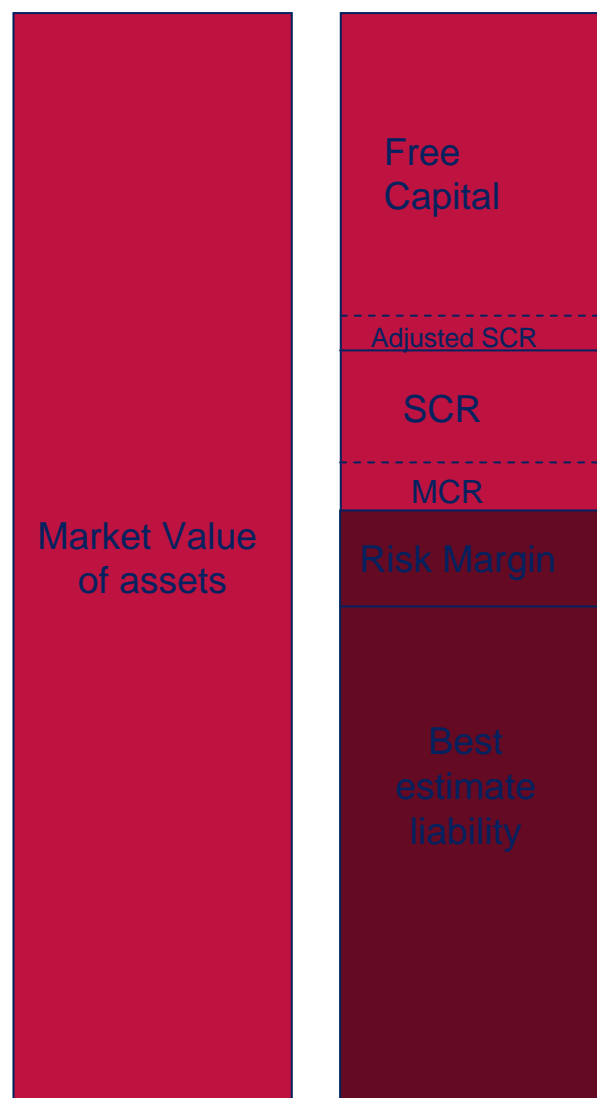 Market Value
of assets
Free
Capital
Adjusted SCR
SCR
MCR
Risk Margin
Best
estimate
liability